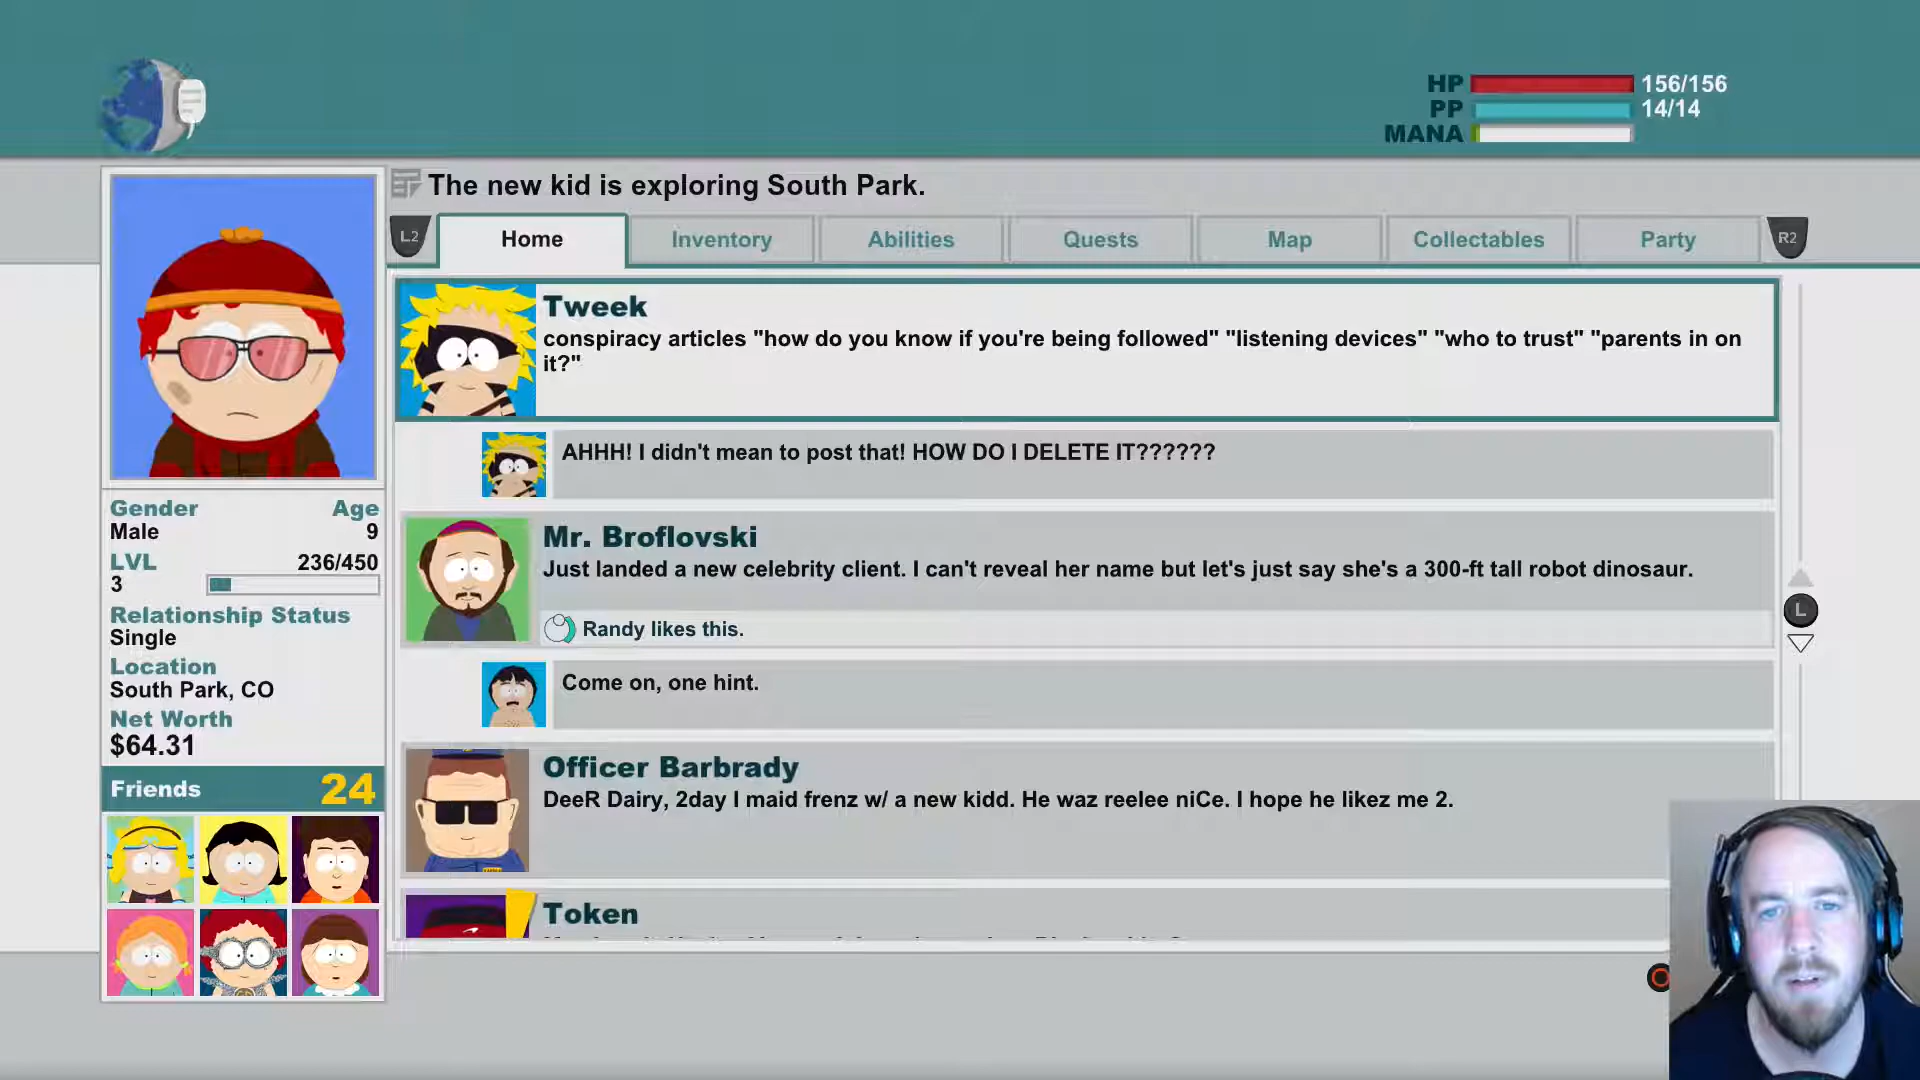 HP 156/156
PP 14/14
MANA
The new kid is exploring South Park.
L2 Home Inventory Abilities Quests Map Collectables Party R2
Tweek
conspiracy articles "how do you know if you're being followed" "listening devices" "who to trust" "parents in on
it?"
AHHH! I didn't mean to post that! HOW DO I DELETE IT??????
Mr. Broflovski
Just landed a new celebrity client. I can't reveal her name but let's just say she's a 300-ft tall robot dinosaur.
Randy likes this.
Come on, one hint.
Officer Barbrady
DeeR Dairy, 2day I maid frenz w/ a new kidd. He waz reelee niCe. I hope he likez me 2.
Token
L
Gender Age
Male 9
LVL 236/450
3
Relationship Status
Single
Location
South Park, CO
Net Worth
$64.31
Friends 24